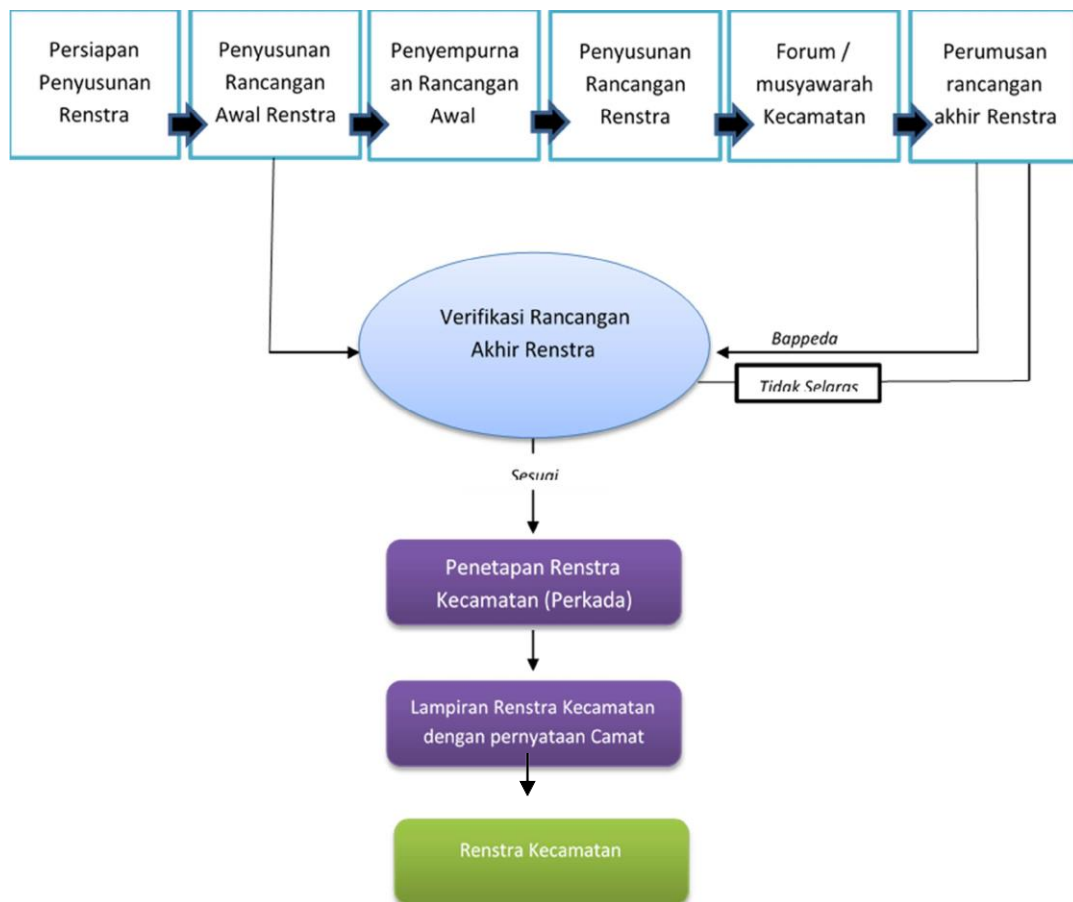 Persiapan
Penyusunan
Renstra
Penyusunan
Rancangan
Awal Renstra
Penyempurna
an Rancangan
Awal
Penyusunan
Rancangan
Renstra
Forum /
musyawarah
Kecamatan
Perumusan
rancangan
akhir Renstra
Verifikasi Rancangan
Akhir Renstra
Bappeda
Tidak Selaras
Sesuai
Penetapan Renstra
Kecamatan (Perkada)
Lampiran Renstra Kecamatan
dengan pernyataan Camat
Renstra Kecamatan